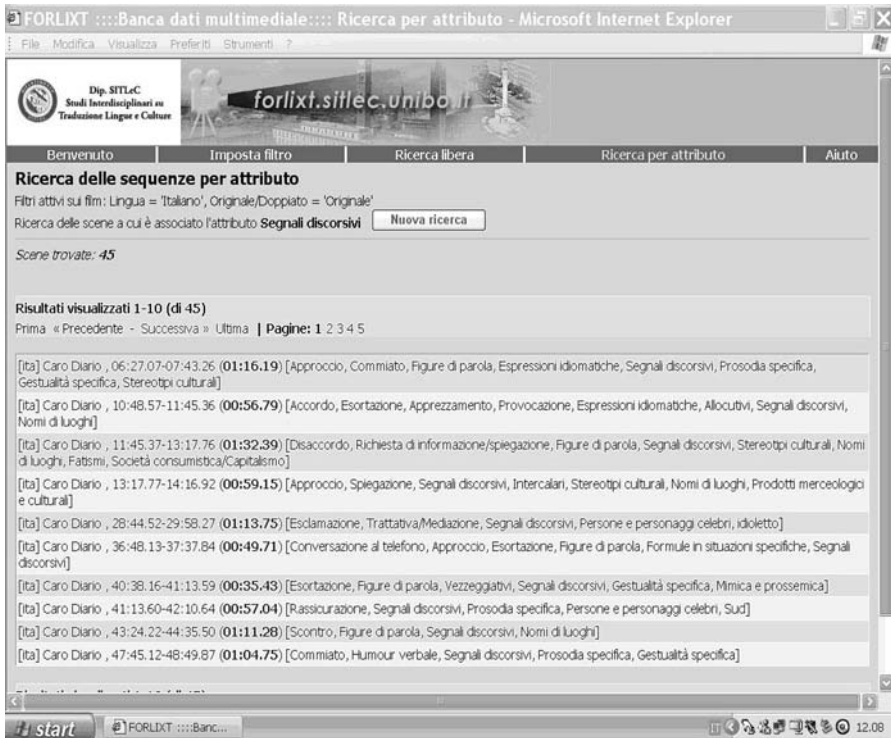 FORLIXT ::::Banca dati multimediale:::: Ricerca per attributo - Microsoft Internet Explorer
File Modifica Visualizza Preferiti Strumenti ?
Dip. SITLeC
Studi Interdisciplinari su
Traduzione Lingue e Culture
forlixt.sitlec.unibo.it
Benvenuto Imposta filtro Ricerca libera Ricerca per attributo Aiuto
Ricerca delle sequenze per attributo
Filtri attivi sui film: Lingua = 'Italiano', Originale/Doppiato = 'Originale'
Ricerca delle scene a cui è associato l'attributo Segnali discorsivi Nuova ricerca
Scene trovate: 45
Risultati visualizzati 1-10 (di 45)
Prima « Precedente - Successiva » Ultima | Pagine: 1 2 3 4 5
[ita] Caro Diario , 06:27.07-07:43.26 (01:16.19) [Approccio, Commiato, Figure di parola, Espressioni idiomatiche, Segnali discorsivi, Prosodia specifica,
Gestualità specifica, Stereotipi culturali]
[ita] Caro Diario , 10:48.57-11:45.36 (00:56.79) [Accordo, Esortazione, Apprezzamento, Provocazione, Espressioni idiomatiche, Allocutivi, Segnali discorsivi,
Nomi di luoghi]
[ita] Caro Diario , 11:45.37-13:17.76 (01:32.39) [Disaccordo, Richiesta di informazione/spiegazione, Figure di parola, Segnali discorsivi, Stereotipi culturali, Nomi
di luoghi, Fatismi, Società consumistica/Capitalismo]
[ita] Caro Diario , 13:17.77-14:16.92 (00:59.15) [Approccio, Spiegazione, Segnali discorsivi, Intercalari, Stereotipi culturali, Nomi di luoghi, Prodotti merceologici
e culturali]
[ita] Caro Diario , 28:44.52-29:58.27 (01:13.75) [Esclamazione, Trattativa/Mediazione, Segnali discorsivi, Persone e personaggi celebri, idioletto]
[ita] Caro Diario , 36:48.13-37:37.84 (00:49.71) [Conversazione al telefono, Approccio, Esortazione, Figure di parola, Formule in situazioni specifiche, Segnali
discorsivi]
[ita] Caro Diario , 40:38.16-41:13.59 (00:35.43) [Esortazione, Figure di parola, Vezzeggiativi, Segnali discorsivi, Gestualità specifica, Mimica e prossemica]
[ita] Caro Diario , 41:13.60-42:10.64 (00:57.04) [Rassicurazione, Segnali discorsivi, Prosodia specifica, Persone e personaggi celebri, Sud]
[ita] Caro Diario , 43:24.22-44:35.50 (01:11.28) [Scontro, Figure di parola, Segnali discorsivi, Nomi di luoghi]
[ita] Caro Diario , 47:45.12-48:49.87 (01:04.75) [Commiato, Humour verbale, Segnali discorsivi, Prosodia specifica, Gestualità specifica]
start FORLIXT ::::Banc... IT 12.08